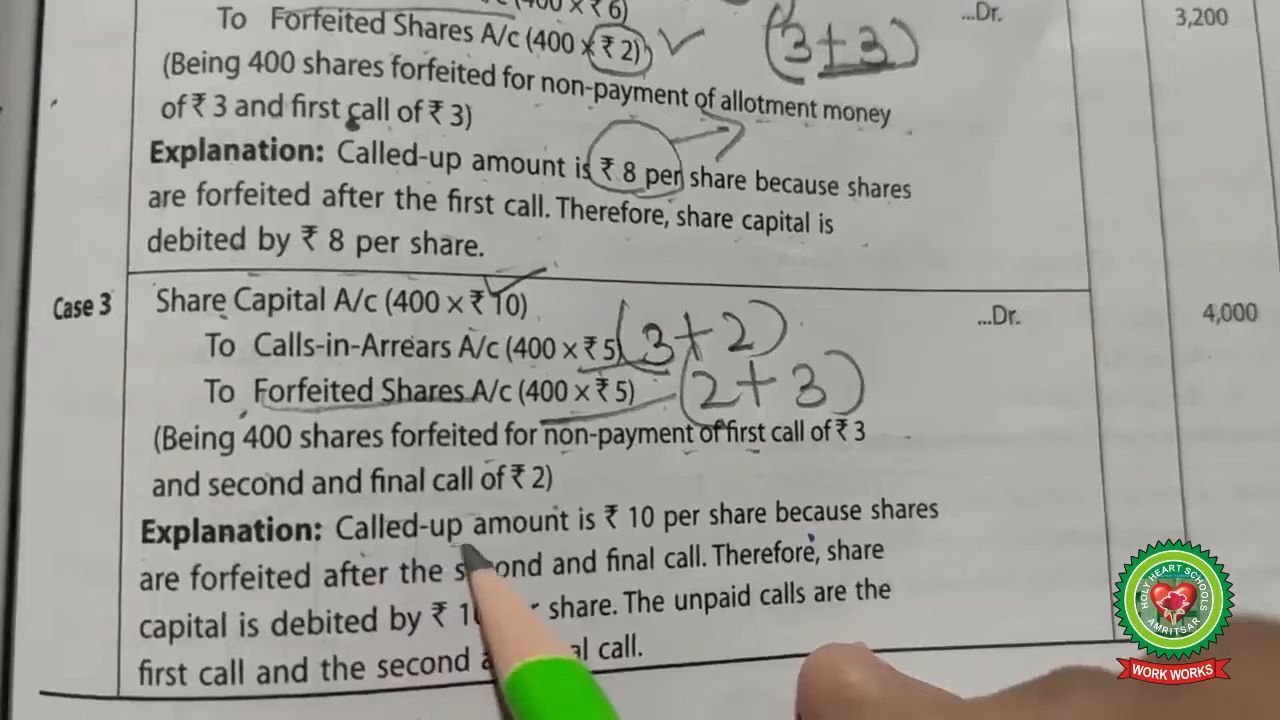 (400 × ₹ 6)
To Forfeited Shares A/c (400 × ₹ 2) (3+3) ...Dr. 3,200
(Being 400 shares forfeited for non-payment of allotment money
of ₹ 3 and first call of ₹ 3)
Explanation: Called-up amount is ₹ 8 per share because shares
are forfeited after the first call. Therefore, share capital is
debited by ₹ 8 per share.
Case 3 Share Capital A/c (400 × ₹ 10) ...Dr. 4,000
To Calls-in-Arrears A/c (400 × ₹ 5) (3+2)
To Forfeited Shares A/c (400 × ₹ 5) (2+3)
(Being 400 shares forfeited for non-payment of first call of ₹ 3
and second and final call of ₹ 2)
Explanation: Called-up amount is ₹ 10 per share because shares
are forfeited after the second and final call. Therefore, share
capital is debited by ₹ share. The unpaid calls are the
first call and the second call.
HOLY HEART SCHOOLS
AMRITSAR
WORK WORKS